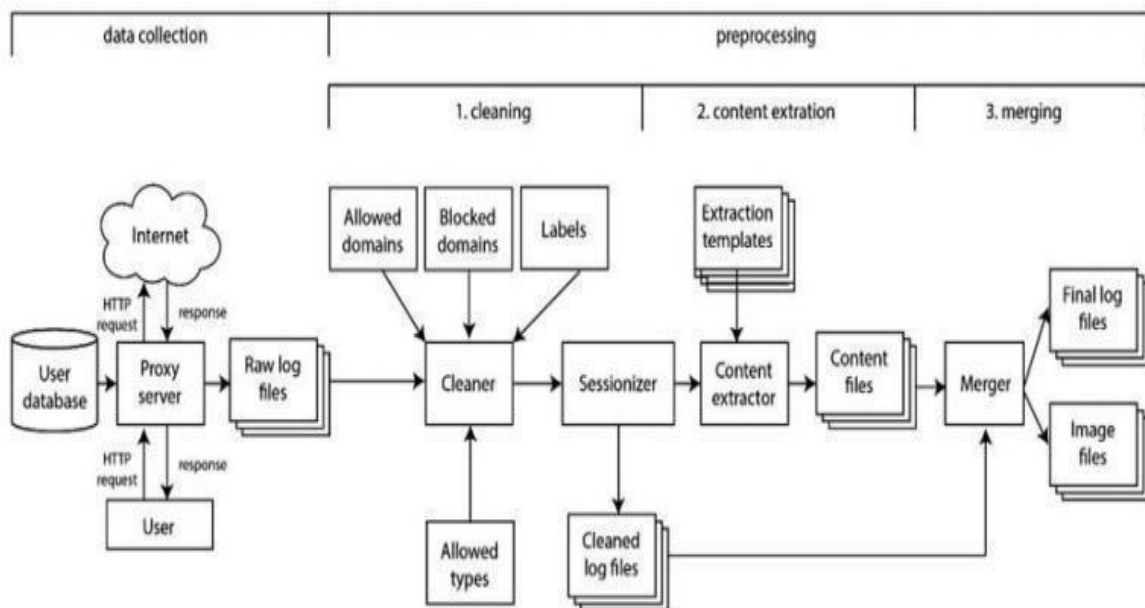 data collection
preprocessing
1. cleaning
2. content extration
3. merging
Internet
Allowed
domains
Blocked
domains
Labels
Extraction
templates
HTTP
request
response
User
database
Proxy
server
Raw log
files
Cleaner
Sessionizer
Content
extractor
Content
files
Merger
Final log
files
Image
files
HTTP
request
response
User
Allowed
types
Cleaned
log files